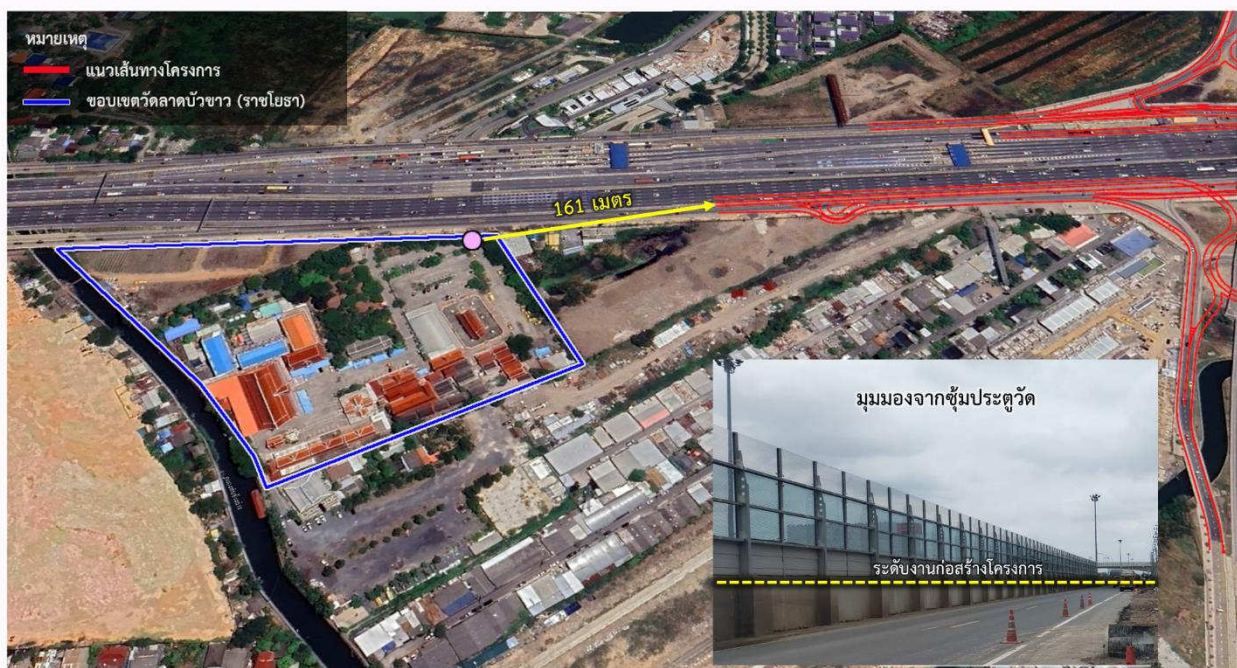 หมายเหตุ
แนวเส้นทางโครงการ
ขอบเขตวัดลาดบัวขาว (ราชโยธา)
161 เมตร
มุมมองจากซุ้มประตูวัด
ระดับงานก่อสร้างโครงการ